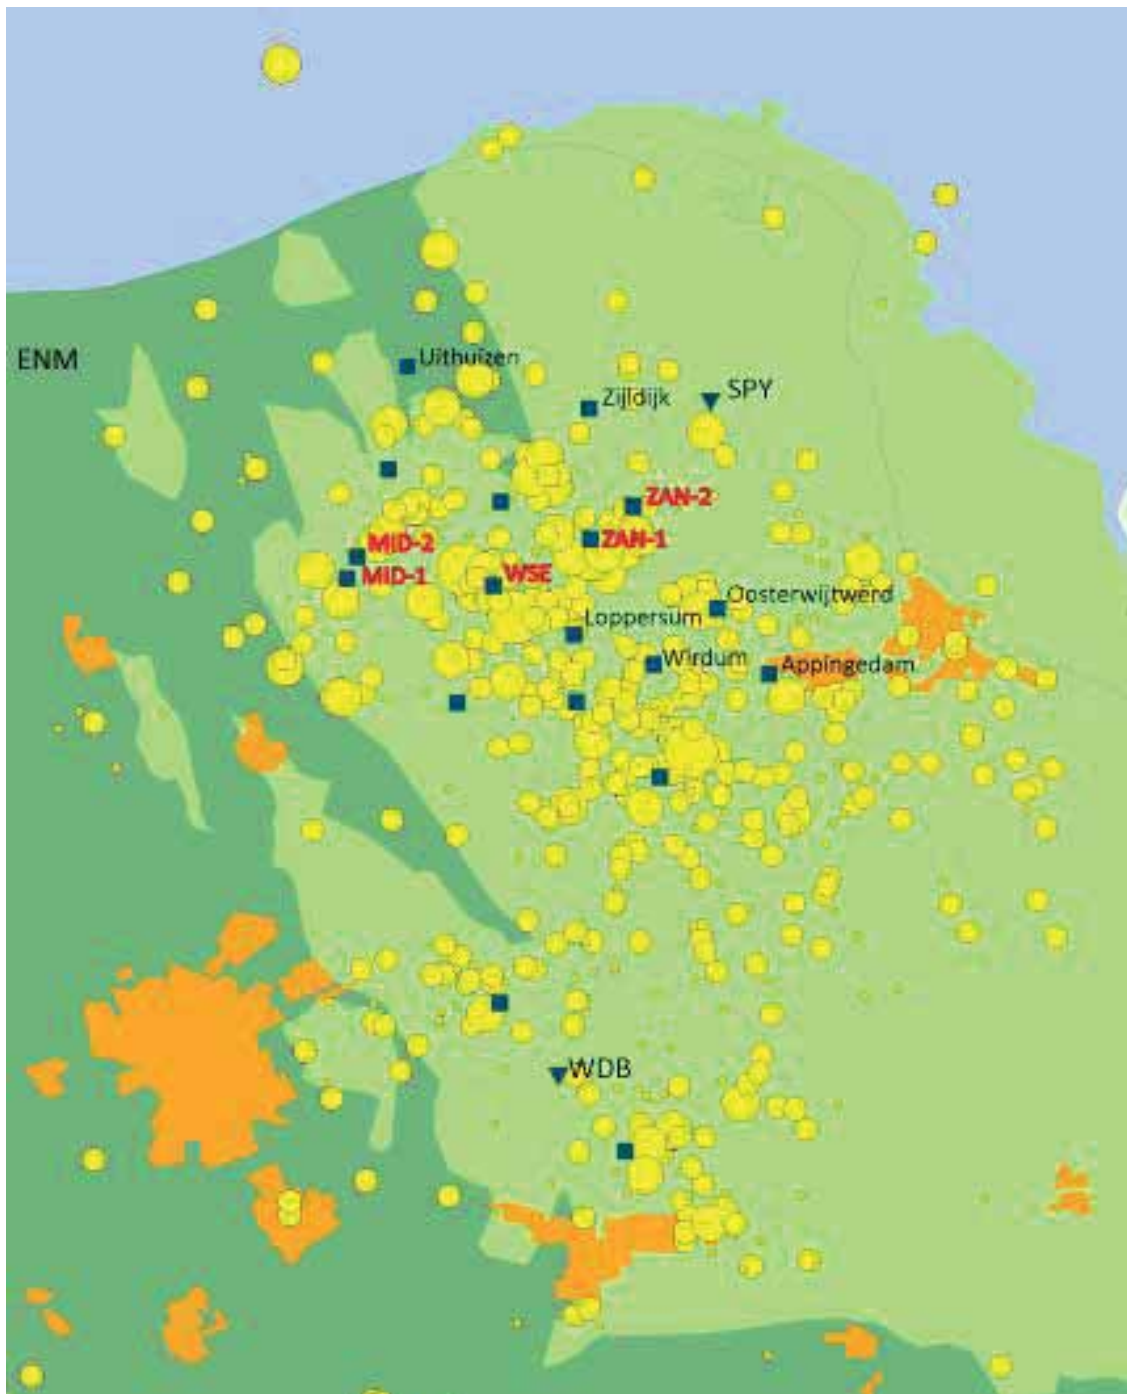 ENM
Uithuizen
Zijldijk
SPY
ZAN-2
MID-2
ZAN-1
MID-1
WSE
Oosterwijtwerd
Loppersum
Wirdum
Appingedam
WDB